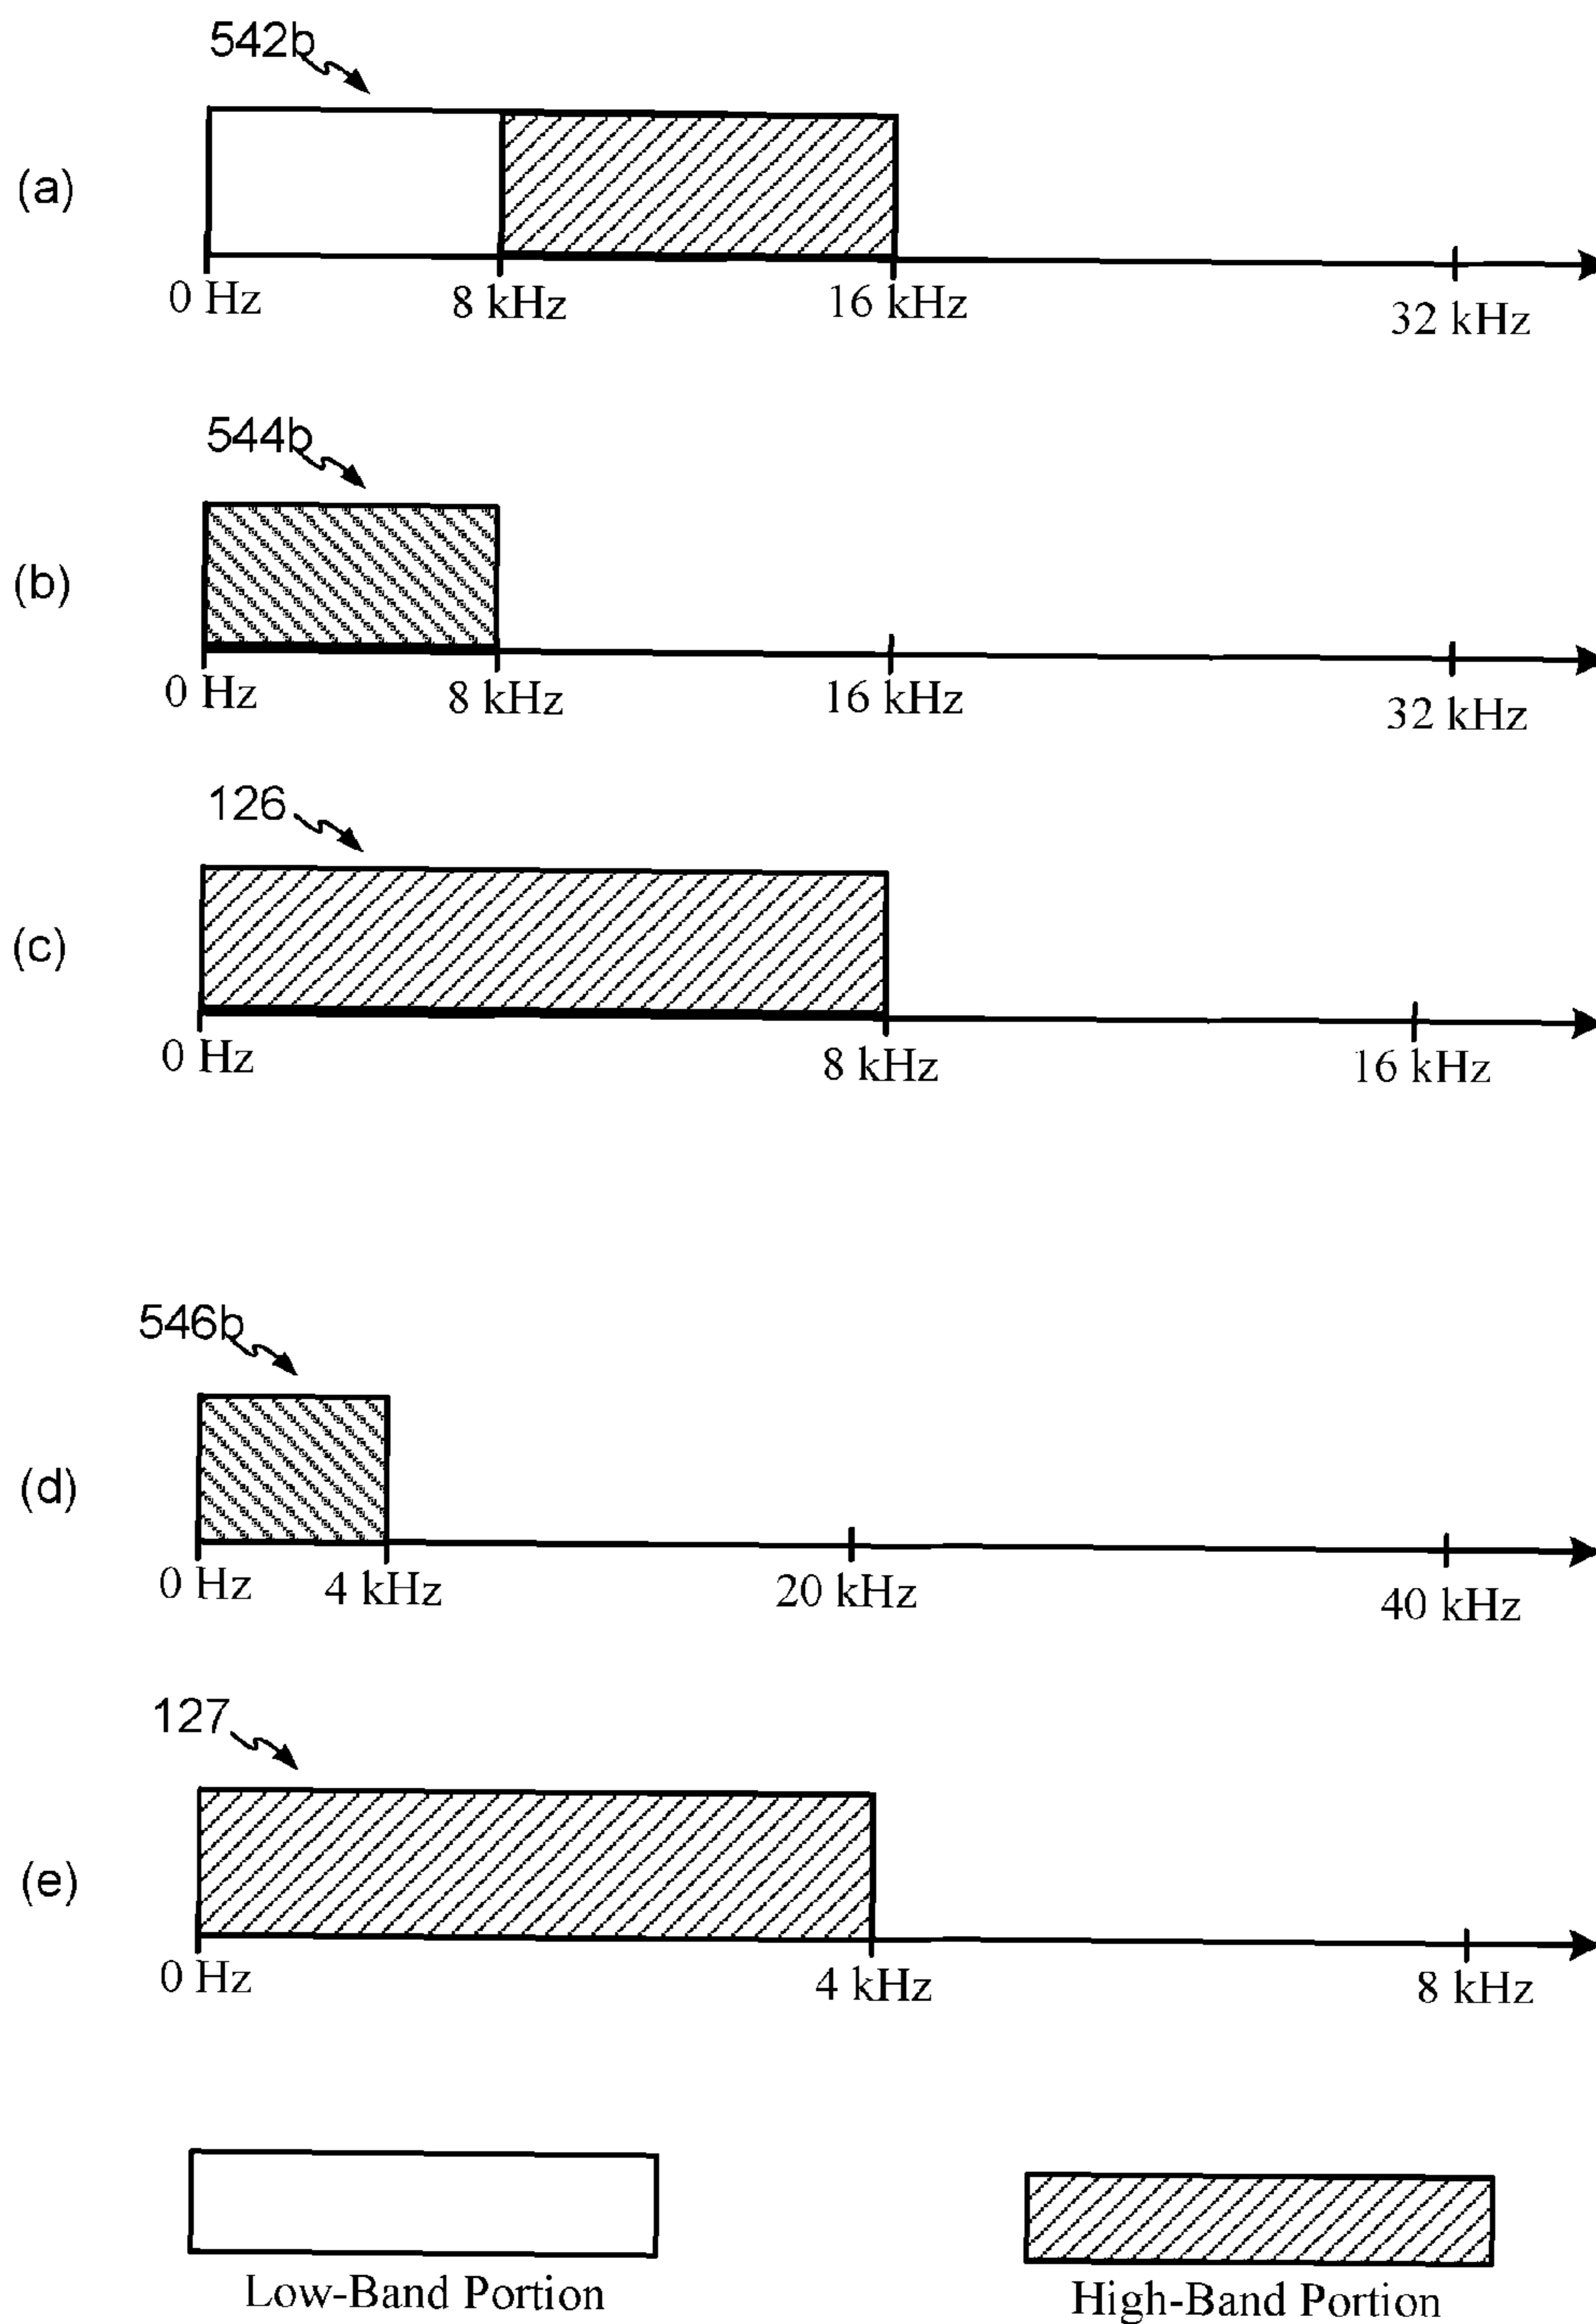 542b
(a)
0 Hz 8 kHz 16 kHz 32 kHz
544b
(b)
0 Hz 8 kHz 16 kHz 32 kHz
126
(c)
0 Hz 8 kHz 16 kHz
546b
(d)
0 Hz 4 kHz 20 kHz 40 kHz
127
(e)
0 Hz 4 kHz 8 kHz
Low-Band Portion High-Band Portion